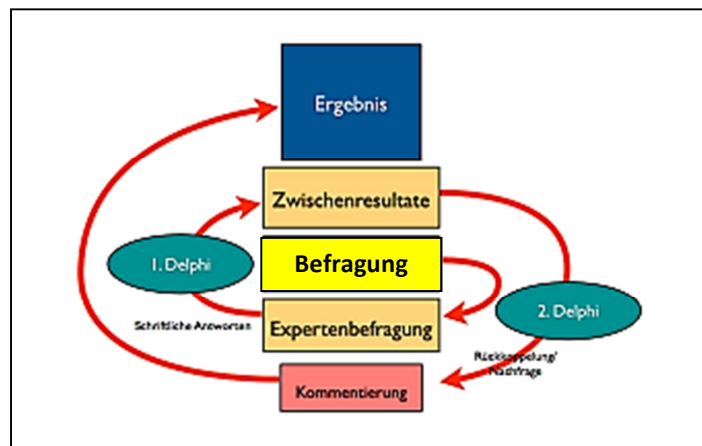 Ergebnis
Zwischenresultate
1. Delphi
Befragung
Schriftliche Antworten
Expertenbefragung
2. Delphi
Rückkoppelung/
Nachfrage
Kommentierung